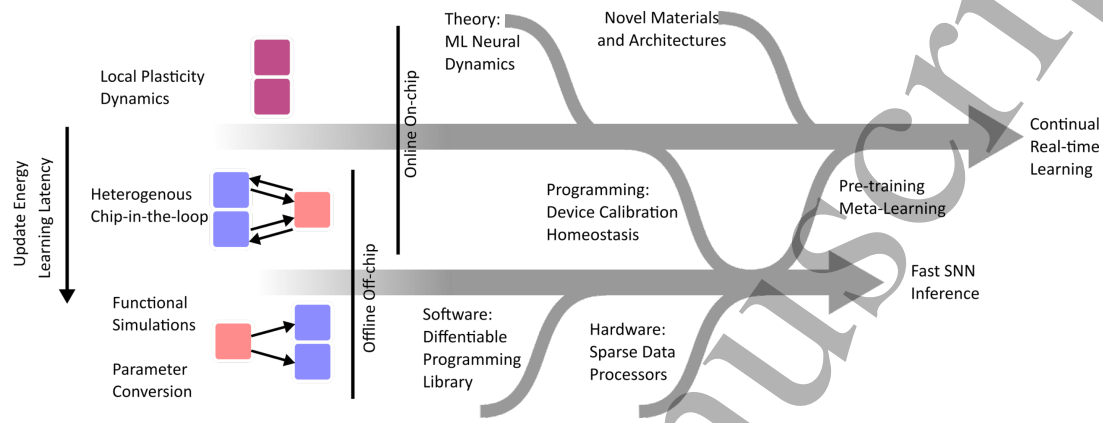 Theory:
ML Neural
Dynamics
Novel Materials
and Architectures
Local Plasticity
Dynamics
Online On-chip
Continual
Real-time
Learning
Update Energy
Learning Latency
Heterogenous
Chip-in-the-loop
Programming:
Device Calibration
Homeostasis
Pre-training
Meta-Learning
Fast SNN
Inference
Functional
Simulations
Parameter
Conversion
Offline Off-chip
Software:
Diffentiable
Programming
Library
Hardware:
Sparse Data
Processors
uscri